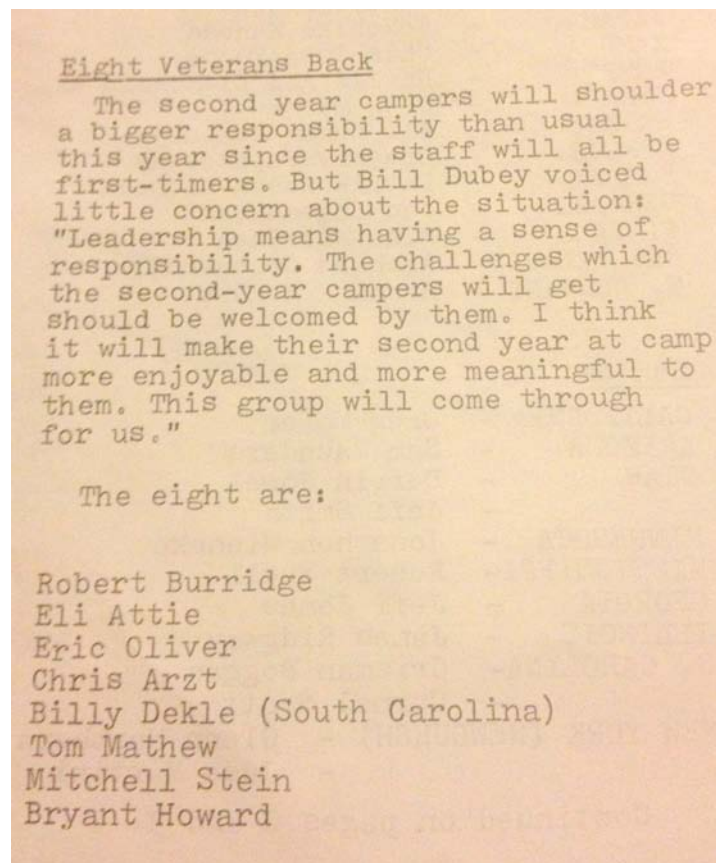 Eight Veterans Back
The second year campers will shoulder
a bigger responsibility than usual
this year since the staff will all be
first-timers. But Bill Dubey voiced
little concern about the situation:
"Leadership means having a sense of
responsibility. The challenges which
the second-year campers will get
should be welcomed by them. I think
it will make their second year at camp
more enjoyable and more meaningful to
them. This group will come through
for us."
The eight are:
Robert Burridge
Eli Attie
Eric Oliver
Chris Arzt
Billy Dekle (South Carolina)
Tom Mathew
Mitchell Stein
Bryant Howard